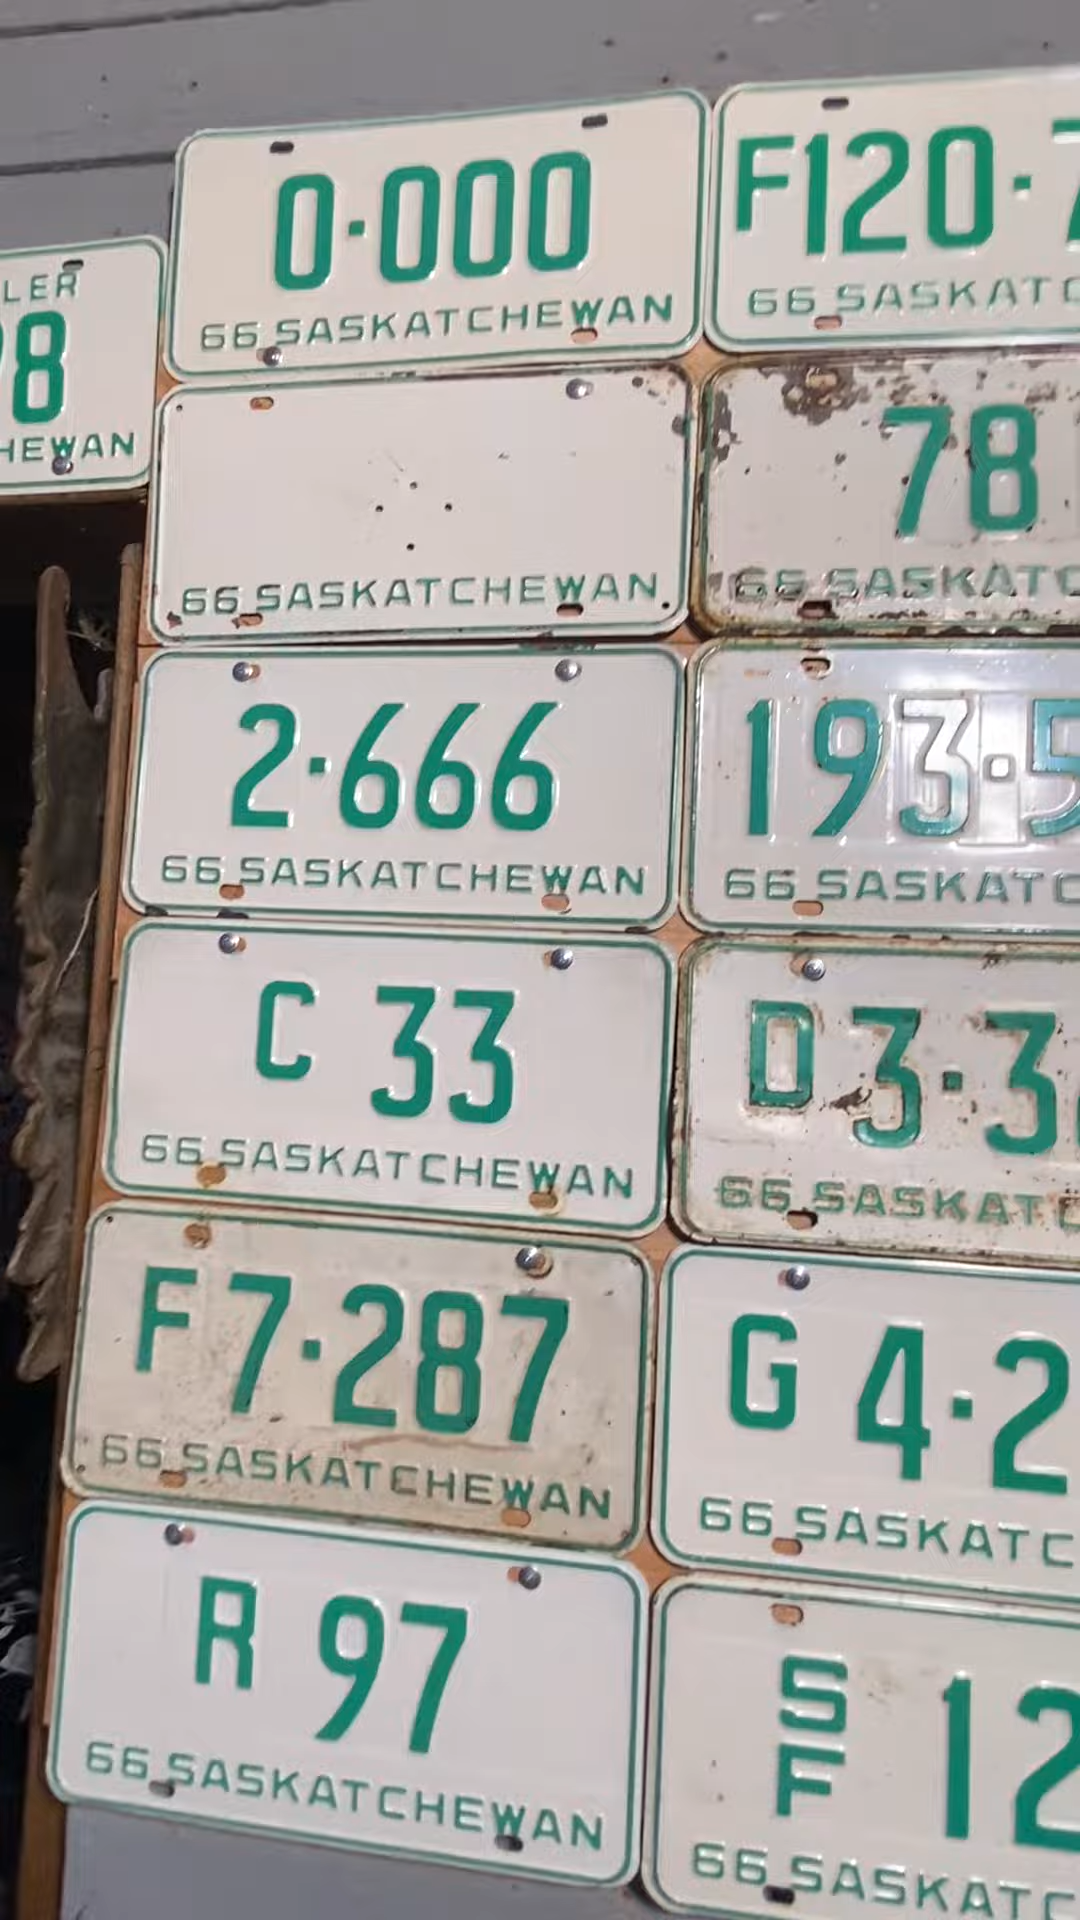 LER
98
HEWAN
0·000
66 SASKATCHEWAN
66 SASKATCHEWAN
2·666
66 SASKATCHEWAN
C 33
66 SASKATCHEWAN
F7·287
66 SASKATCHEWAN
R 97
66 SASKATCHEWAN
F120·7
66 SASKATC
78
66 SASKATC
193·5
66 SASKATC
D3·3
66 SASKATC
G 4·2
66 SASKATC
SF 12
66 SASKATC